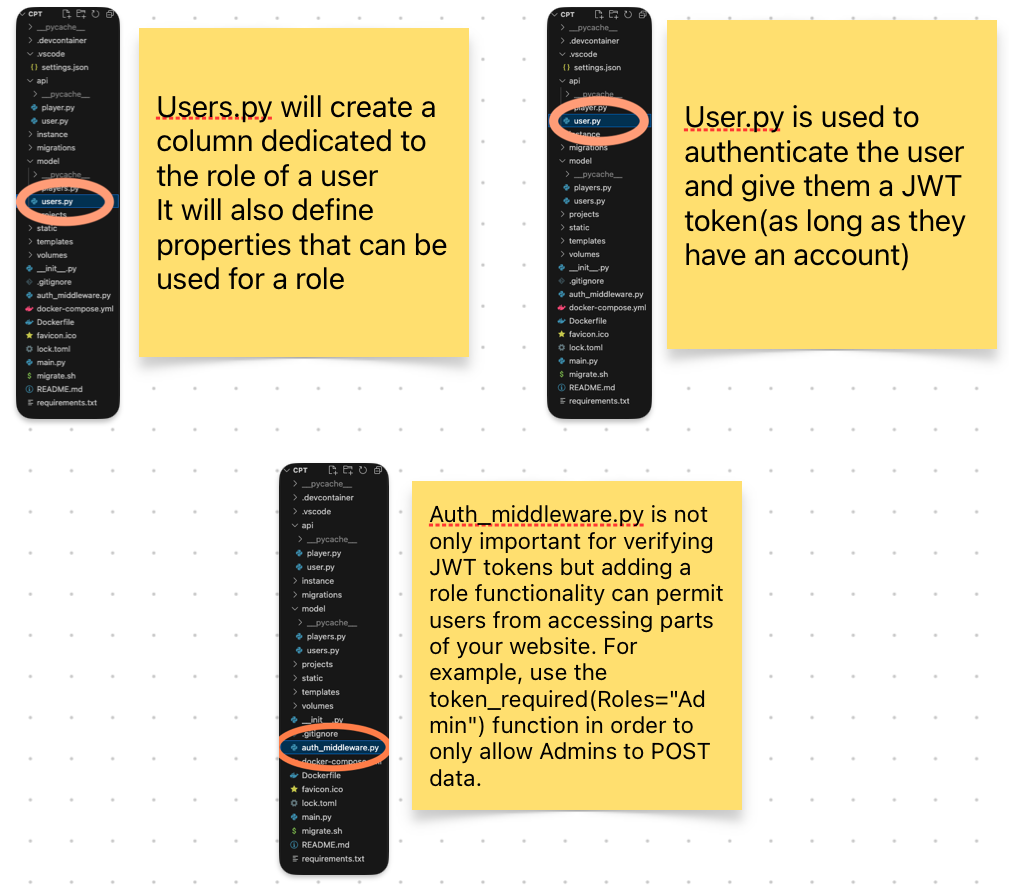 CPT
__pycache__
.devcontainer
.vscode
settings.json
api
__pycache__
player.py
user.py
instance
migrations
model
__pycache__
players.py
users.py
projects
static
templates
volumes
__init__.py
.gitignore
auth_middleware.py
docker-compose.yml
Dockerfile
favicon.ico
lock.toml
main.py
migrate.sh
README.md
requirements.txt
Users.py will create a
column dedicated to
the role of a user
It will also define
properties that can be
used for a role
CPT
__pycache__
.devcontainer
.vscode
settings.json
api
__pycache__
player.py
user.py
instance
migrations
model
__pycache__
players.py
users.py
projects
static
templates
volumes
__init__.py
.gitignore
auth_middleware.py
docker-compose.yml
Dockerfile
favicon.ico
lock.toml
main.py
migrate.sh
README.md
requirements.txt
User.py is used to
authenticate the user
and give them a JWT
token(as long as they
have an account)
CPT
__pycache__
.devcontainer
.vscode
api
__pycache__
player.py
user.py
instance
migrations
model
__pycache__
players.py
users.py
projects
static
templates
volumes
__init__.py
.gitignore
auth_middleware.py
docker-compose.yml
Dockerfile
favicon.ico
lock.toml
main.py
migrate.sh
README.md
requirements.txt
Auth_middleware.py is not
only important for verifying
JWT tokens but adding a
role functionality can permit
users from accessing parts
of your website. For
example, use the
token_required(Roles="Ad
min") function in order to
only allow Admins to POST
data.